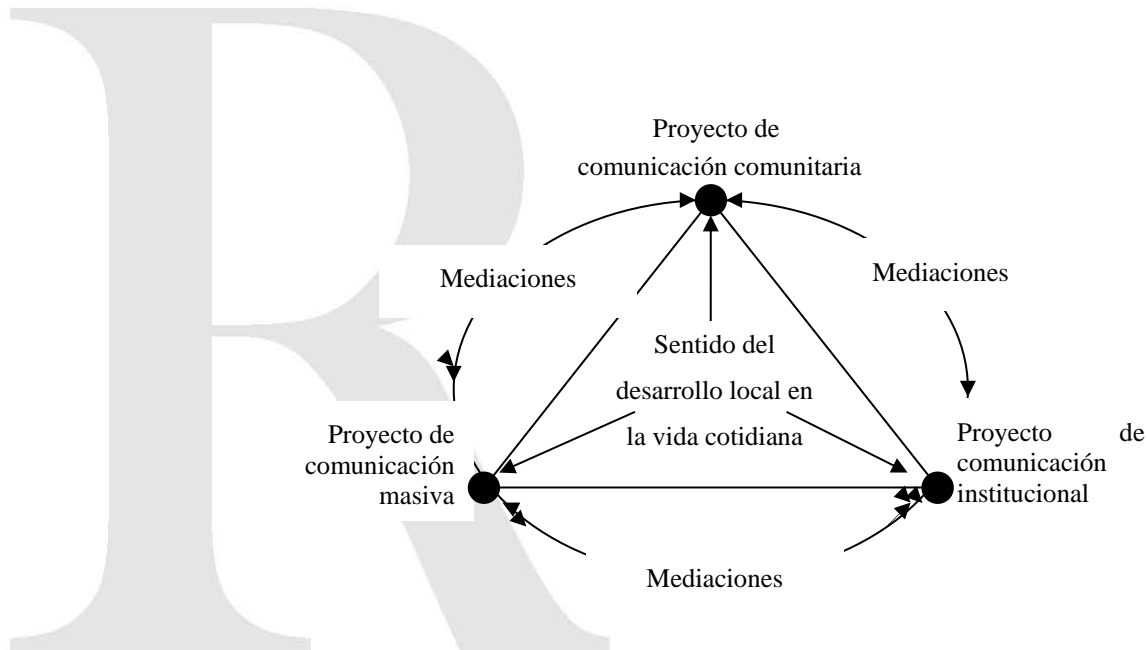 Proyecto de
comunicación comunitaria
Mediaciones
Mediaciones
Sentido del
desarrollo local en
la vida cotidiana
Proyecto de
comunicación
masiva
Proyecto de
comunicación
institucional
Mediaciones
R